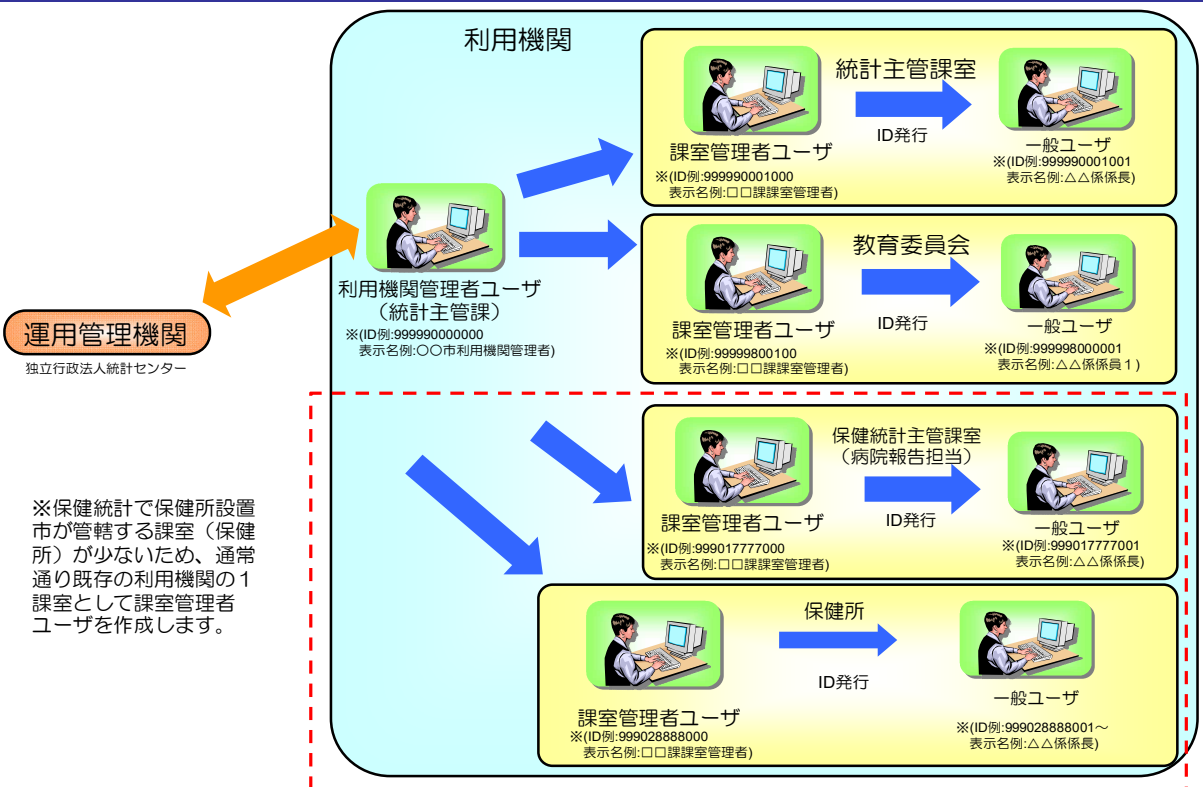 利用機関
統計主管課室
ID発行
課室管理者ユーザ
※(ID例:999990001000
表示名例:□□課課室管理者)
一般ユーザ
※(ID例:999990001001
表示名例:△△係係長)
教育委員会
ID発行
課室管理者ユーザ
※(ID例:99999800100
表示名例:□□課課室管理者)
一般ユーザ
※(ID例:999998000001
表示名例:△△係係員1)
利用機関管理者ユーザ
(統計主管課)
※(ID例:999990000000
表示名例:〇〇市利用機関管理者)
運用管理機関
独立行政法人統計センター
保健統計主管課室
(病院報告担当)
ID発行
課室管理者ユーザ
※(ID例:999017777000
表示名例:□□課課室管理者)
一般ユーザ
※(ID例:999017777001
表示名例:△△係係長)
※保健統計で保健所設置
市が管轄する課室(保健
所)が少ないため、通常
通り既存の利用機関の1
課室として課室管理者
ユーザを作成します。
保健所
ID発行
課室管理者ユーザ
※(ID例:999028888000
表示名例:□□課課室管理者)
一般ユーザ
※(ID例:999028888001～
表示名例:△△係係長)